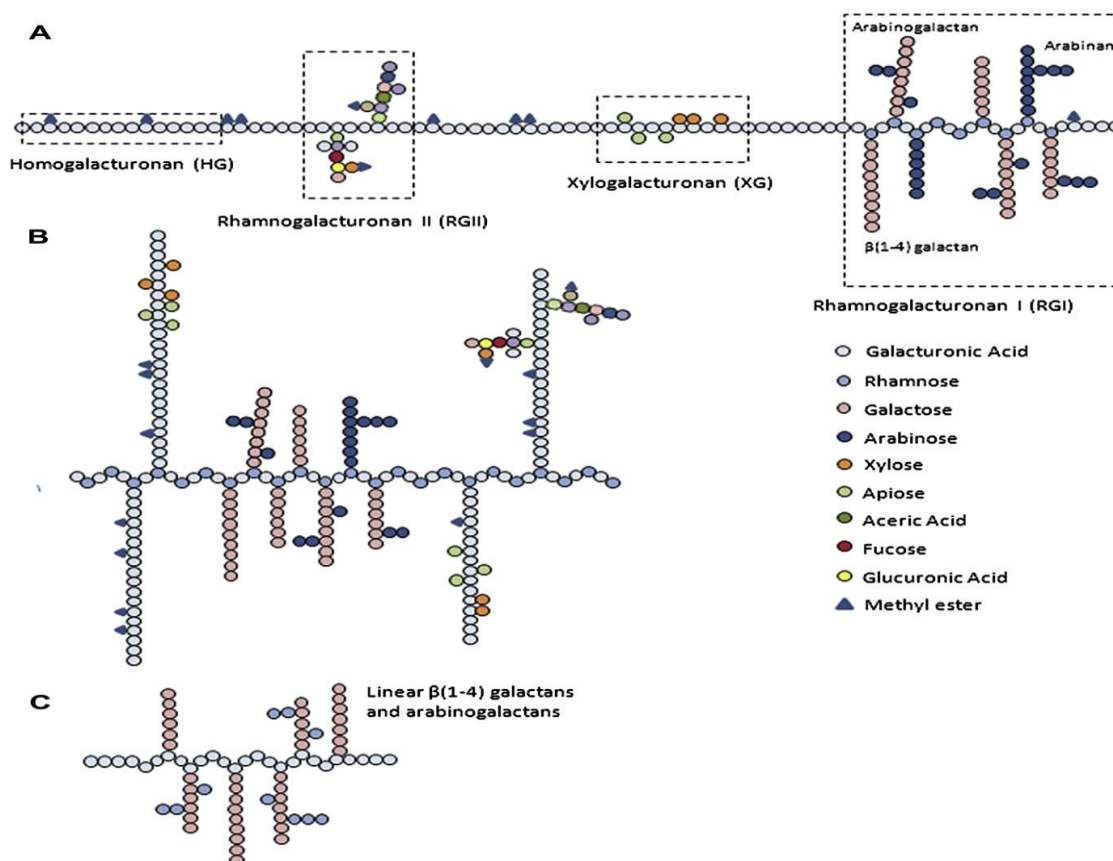 A
Arabinogalactan
Arabinan
Homogalacturonan (HG)
Rhamnogalacturonan II (RGII)
Xylogalacturonan (XG)
β(1-4) galactan
Rhamnogalacturonan I (RGI)
B
Galacturonic Acid
Rhamnose
Galactose
Arabinose
Xylose
Apiose
Aceric Acid
Fucose
Glucuronic Acid
Methyl ester
C
Linear β(1-4) galactans
and arabinogalactans